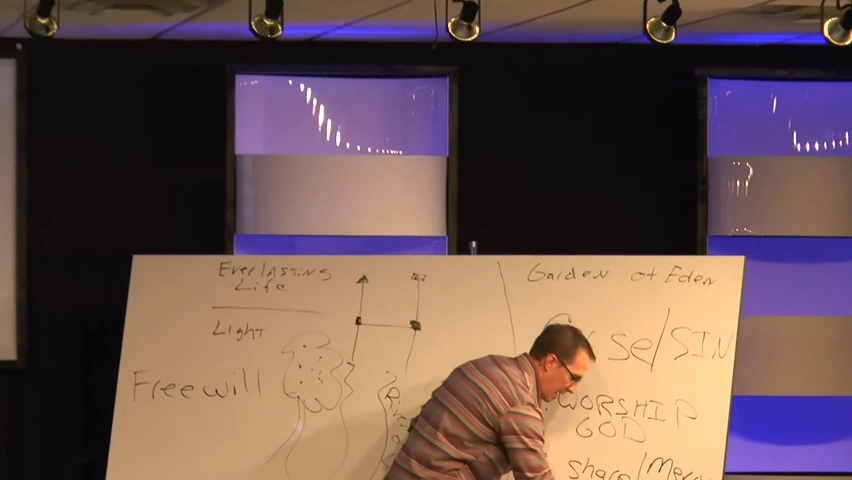 Everlasting
Life
Light
Freewill
Garden of Eden
/SIN
WORSHIP
GOD
share/